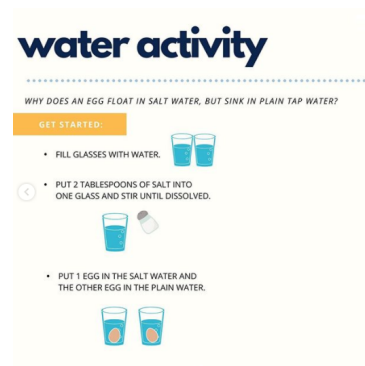 water activity
WHY DOES AN EGG FLOAT IN SALT WATER, BUT SINK IN PLAIN TAP WATER?
GET STARTED:
• FILL GLASSES WITH WATER.
• PUT 2 TABLESPOONS OF SALT INTO
ONE GLASS AND STIR UNTIL DISSOLVED.
• PUT 1 EGG IN THE SALT WATER AND
THE OTHER EGG IN THE PLAIN WATER.